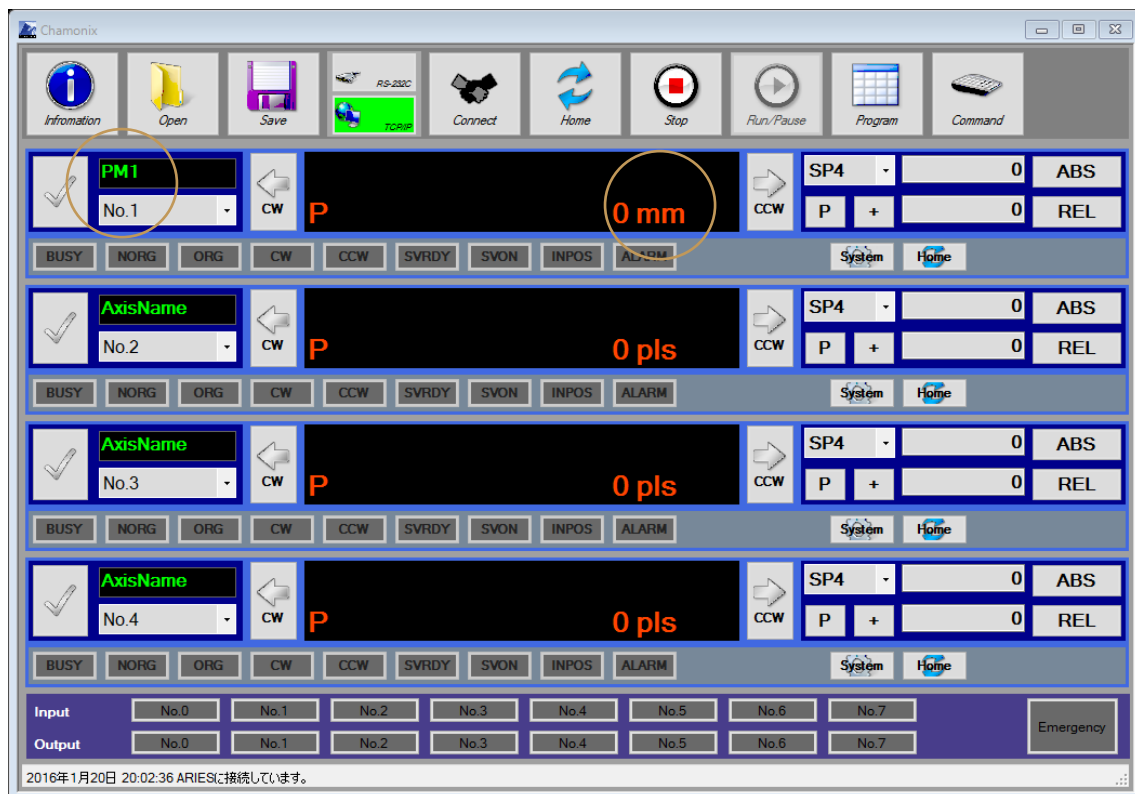 Chamonix
Infromation Open Save RS-232C TCP/IP Connect Home Stop Run/Pause Program Command
PM1
No.1
CW
P 0 mm
CCW
SP4 0 ABS
P + 0 REL
BUSY NORG ORG CW CCW SVRDY SVON INPOS ALARM System Home
AxisName
No.2
CW
P 0 pls
CCW
SP4 0 ABS
P + 0 REL
BUSY NORG ORG CW CCW SVRDY SVON INPOS ALARM System Home
AxisName
No.3
CW
P 0 pls
CCW
SP4 0 ABS
P + 0 REL
BUSY NORG ORG CW CCW SVRDY SVON INPOS ALARM System Home
AxisName
No.4
CW
P 0 pls
CCW
SP4 0 ABS
P + 0 REL
BUSY NORG ORG CW CCW SVRDY SVON INPOS ALARM System Home
Input No.0 No.1 No.2 No.3 No.4 No.5 No.6 No.7
Output No.0 No.1 No.2 No.3 No.4 No.5 No.6 No.7
Emergency
2016年1月20日 20:02:36 ARIESに接続しています。